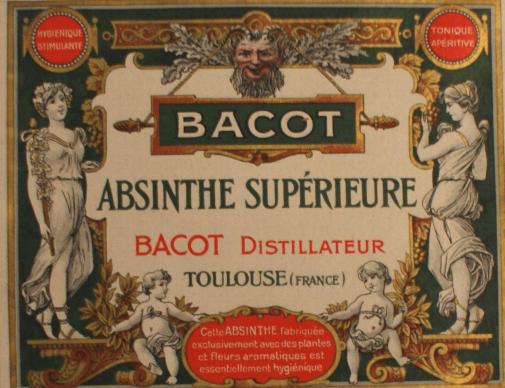 HYGIENIQUE
STIMULANTE
TONIQUE
APÉRITIVE
BACOT
ABSINTHE SUPÉRIEURE
BACOT DISTILLATEUR
TOULOUSE (FRANCE)
Cette ABSINTHE fabriquée
exclusivement avec des plantes
et fleurs aromatiques est
essentiellement hygiénique